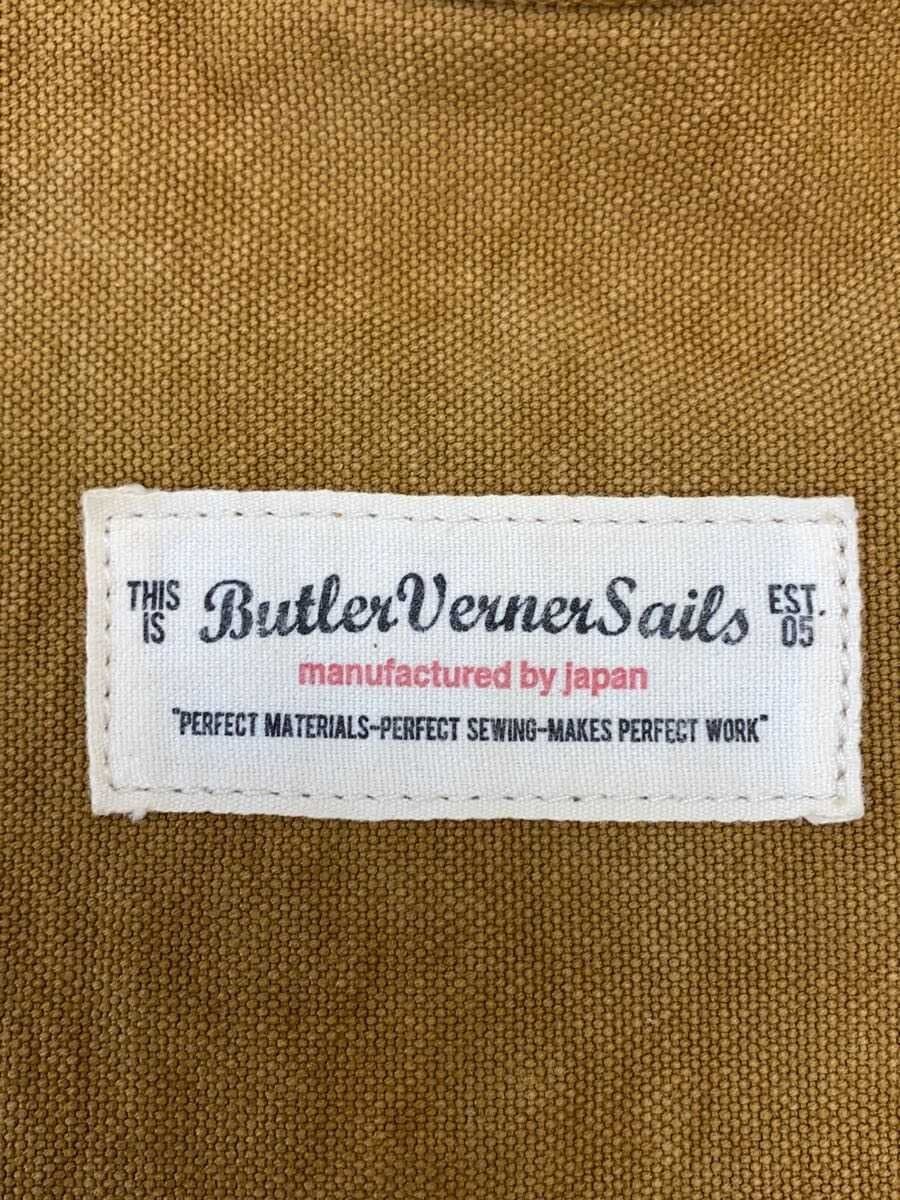 THIS IS ButlerVernerSails EST. 05
manufactured by japan
"PERFECT MATERIALS-PERFECT SEWING-MAKES PERFECT WORK"